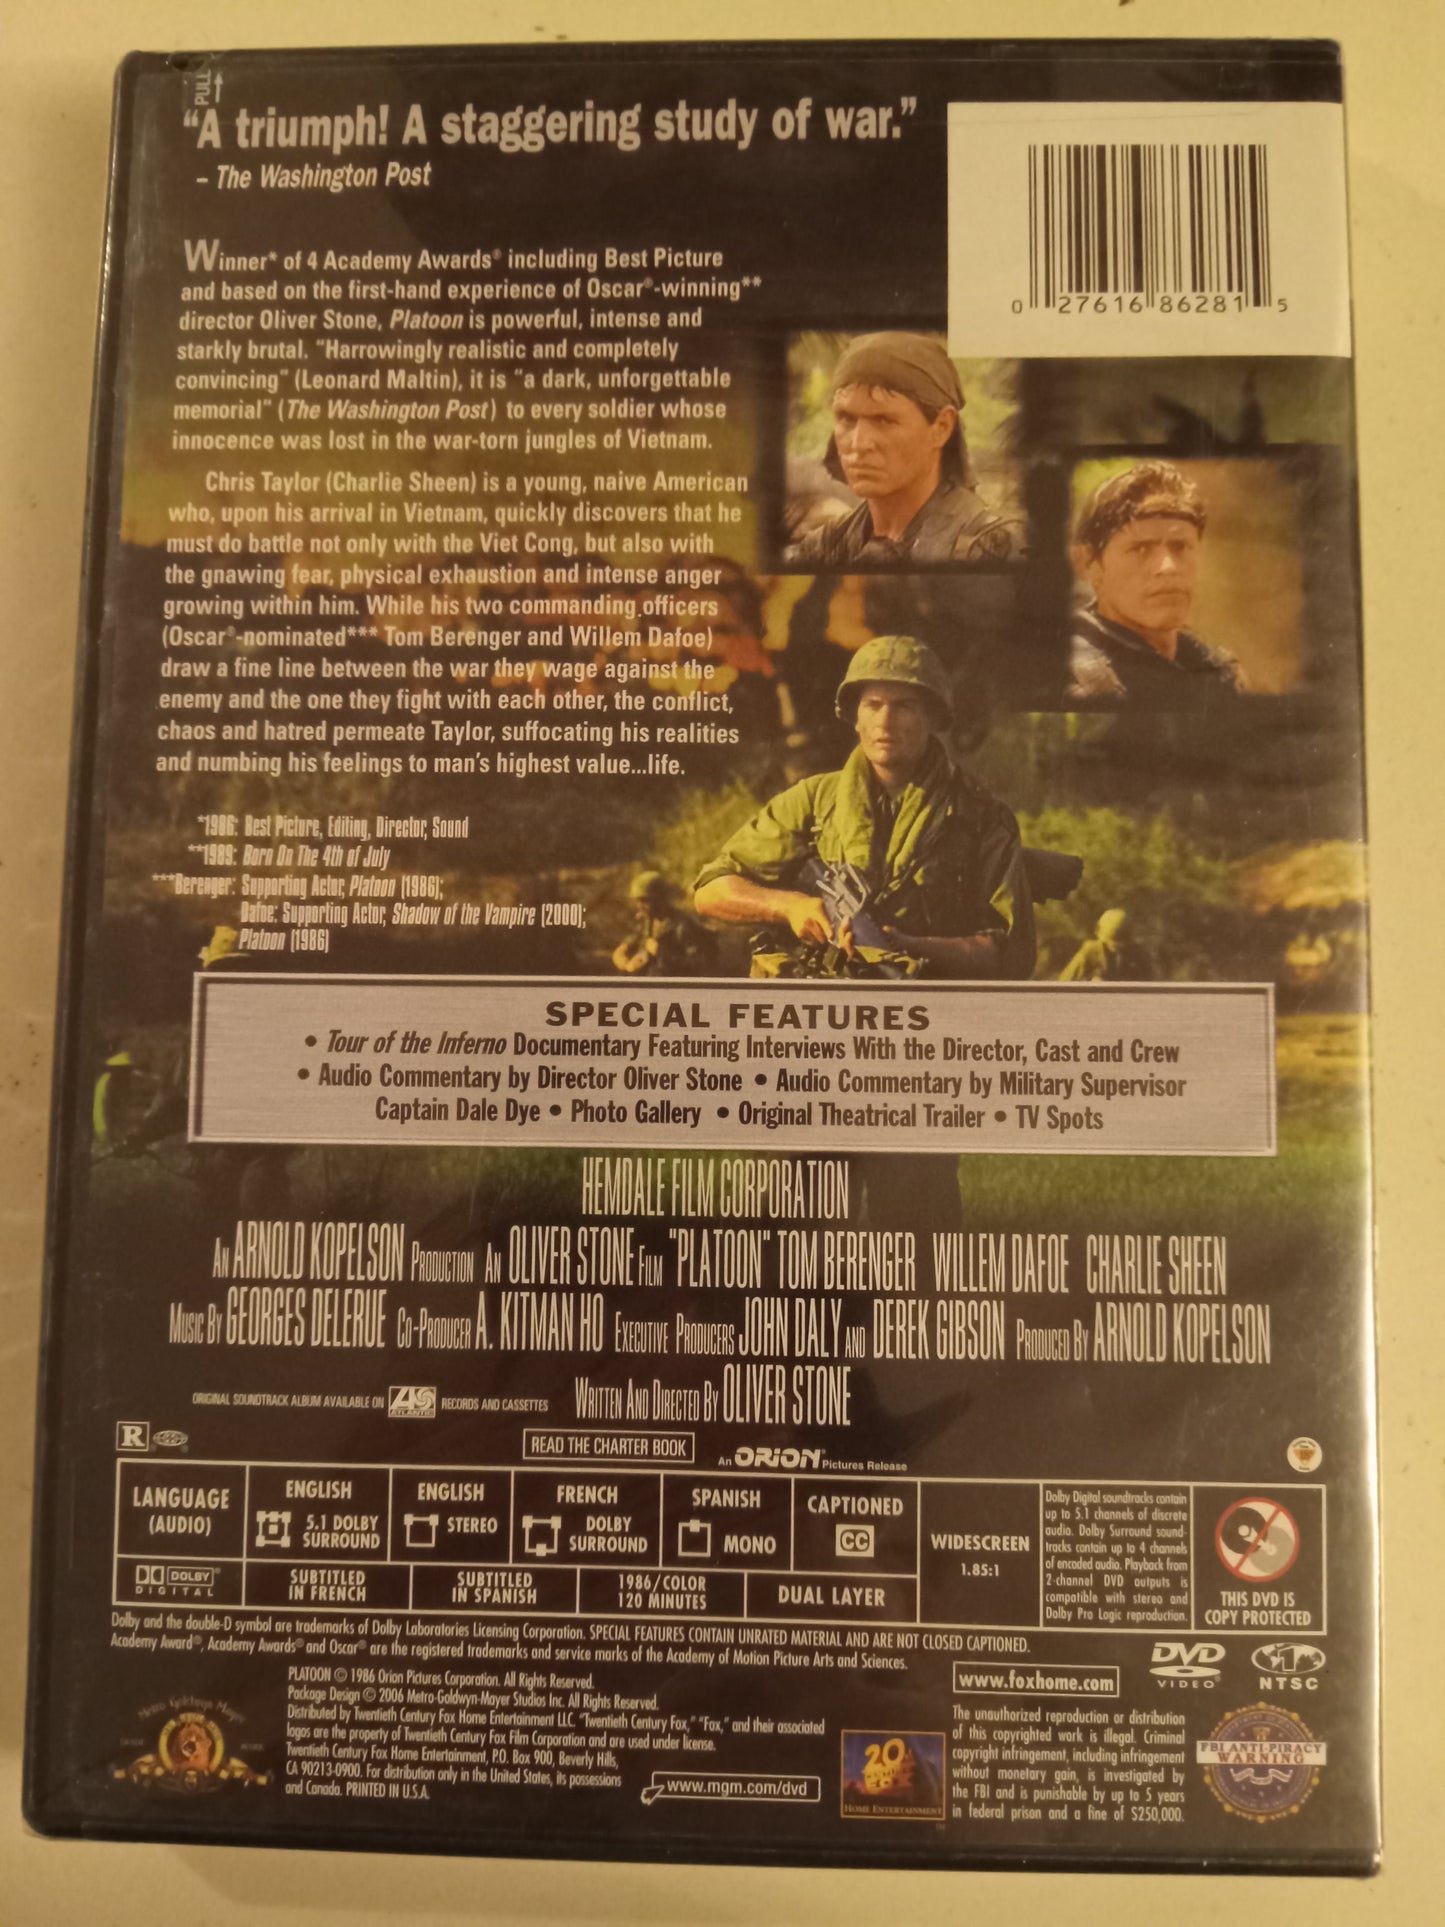 PULL
“A triumph! A staggering study of war.”
– The Washington Post
0 27616 86281 5
Winner* of 4 Academy Awards® including Best Picture
and based on the first-hand experience of Oscar®-winning**
director Oliver Stone, Platoon is powerful, intense and
starkly brutal. “Harrowingly realistic and completely
convincing” (Leonard Maltin), it is “a dark, unforgettable
memorial” (The Washington Post) to every soldier whose
innocence was lost in the war-torn jungles of Vietnam.
Chris Taylor (Charlie Sheen) is a young, naive American
who, upon his arrival in Vietnam, quickly discovers that he
must do battle not only with the Viet Cong, but also with
the gnawing fear, physical exhaustion and intense anger
growing within him. While his two commanding officers
(Oscar®-nominated*** Tom Berenger and Willem Dafoe)
draw a fine line between the war they wage against the
enemy and the one they fight with each other, the conflict,
chaos and hatred permeate Taylor, suffocating his realities
and numbing his feelings to man’s highest value...life.
*1986: Best Picture, Editing, Director, Sound
**1989: Born On The 4th of July
***Berenger: Supporting Actor, Platoon (1986);
Dafoe: Supporting Actor, Shadow of the Vampire (2000);
Platoon (1986)
SPECIAL FEATURES
• Tour of the Inferno Documentary Featuring Interviews With the Director, Cast and Crew
• Audio Commentary by Director Oliver Stone • Audio Commentary by Military Supervisor
Captain Dale Dye • Photo Gallery • Original Theatrical Trailer • TV Spots
HEMDALE FILM CORPORATION
AN ARNOLD KOPELSON PRODUCTION AN OLIVER STONE FILM "PLATOON" TOM BERENGER WILLEM DAFOE CHARLIE SHEEN
MUSIC BY GEORGES DELERUE CO-PRODUCER A. KITMAN HO EXECUTIVE PRODUCERS JOHN DALY AND DEREK GIBSON PRODUCED BY ARNOLD KOPELSON
ORIGINAL SOUNDTRACK ALBUM AVAILABLE ON ATLANTIC RECORDS AND CASSETTES
WRITTEN AND DIRECTED BY OLIVER STONE
R
READ THE CHARTER BOOK
An ORION® Pictures Release
LANGUAGE
(AUDIO)
ENGLISH
5.1 DOLBY
SURROUND
ENGLISH
STEREO
FRENCH
DOLBY
SURROUND
SPANISH
MONO
CAPTIONED
CC
WIDESCREEN
1.85:1
Dolby Digital soundtracks contain
up to 5.1 channels of discrete
audio. Dolby Surround sound-
tracks contain up to 4 channels
of encoded audio. Playback from
2-channel DVD outputs is
compatible with stereo and
Dolby Pro Logic reproduction.
THIS DVD IS
COPY PROTECTED
DOLBY®
DIGITAL
SUBTITLED
IN FRENCH
SUBTITLED
IN SPANISH
1986/COLOR
120 MINUTES
DUAL LAYER
Dolby and the double-D symbol are trademarks of Dolby Laboratories Licensing Corporation. SPECIAL FEATURES CONTAIN UNRATED MATERIAL AND ARE NOT CLOSED CAPTIONED.
Academy Award®, Academy Awards® and Oscar® are the registered trademarks and service marks of the Academy of Motion Picture Arts and Sciences.
PLATOON © 1986 Orion Pictures Corporation. All Rights Reserved.
Package Design © 2006 Metro-Goldwyn-Mayer Studios Inc. All Rights Reserved.
Distributed by Twentieth Century Fox Home Entertainment LLC. "Twentieth Century Fox," "Fox," and their associated
logos are the property of Twentieth Century Fox Film Corporation and are used under license.
Twentieth Century Fox Home Entertainment, P.O. Box 900, Beverly Hills,
CA 90213-0900. For distribution only in the United States, its possessions
and Canada. PRINTED IN U.S.A.
Metro Goldwyn Mayer
www.mgm.com/dvd
20th
CENTURY
FOX
HOME ENTERTAINMENT
TM
www.foxhome.com
DVD
VIDEO
1
NTSC
The unauthorized reproduction or distribution
of this copyrighted work is illegal. Criminal
copyright infringement, including infringement
without monetary gain, is investigated by
the FBI and is punishable by up to 5 years
in federal prison and a fine of $250,000.
FBI ANTI-PIRACY
WARNING